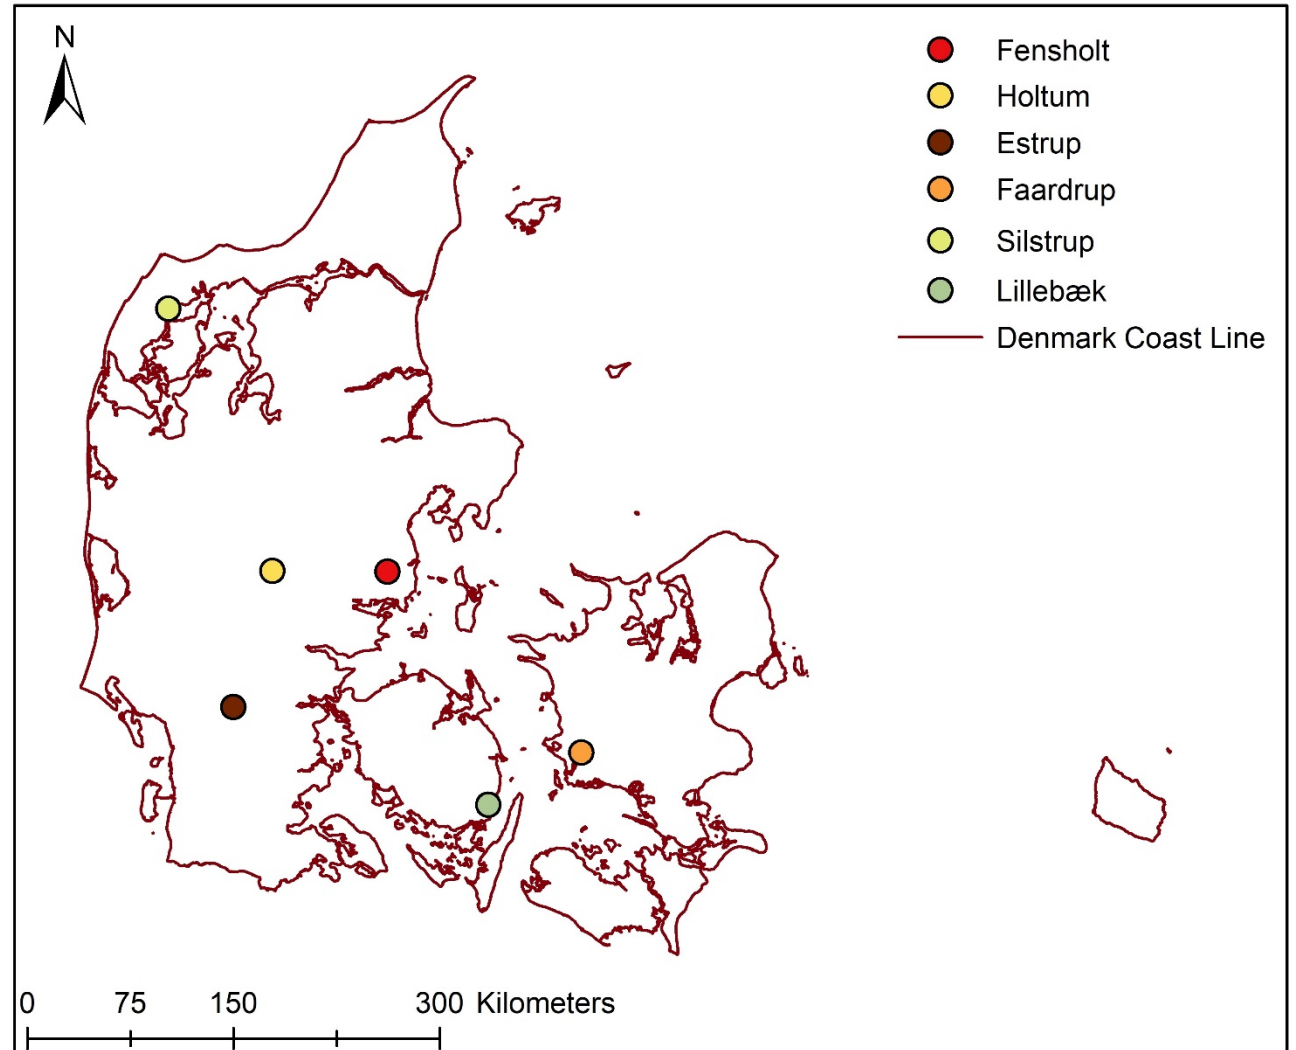 N
Fensholt
Holtum
Estrup
Faardrup
Silstrup
Lillebæk
Denmark Coast Line
0 75 150 300 Kilometers